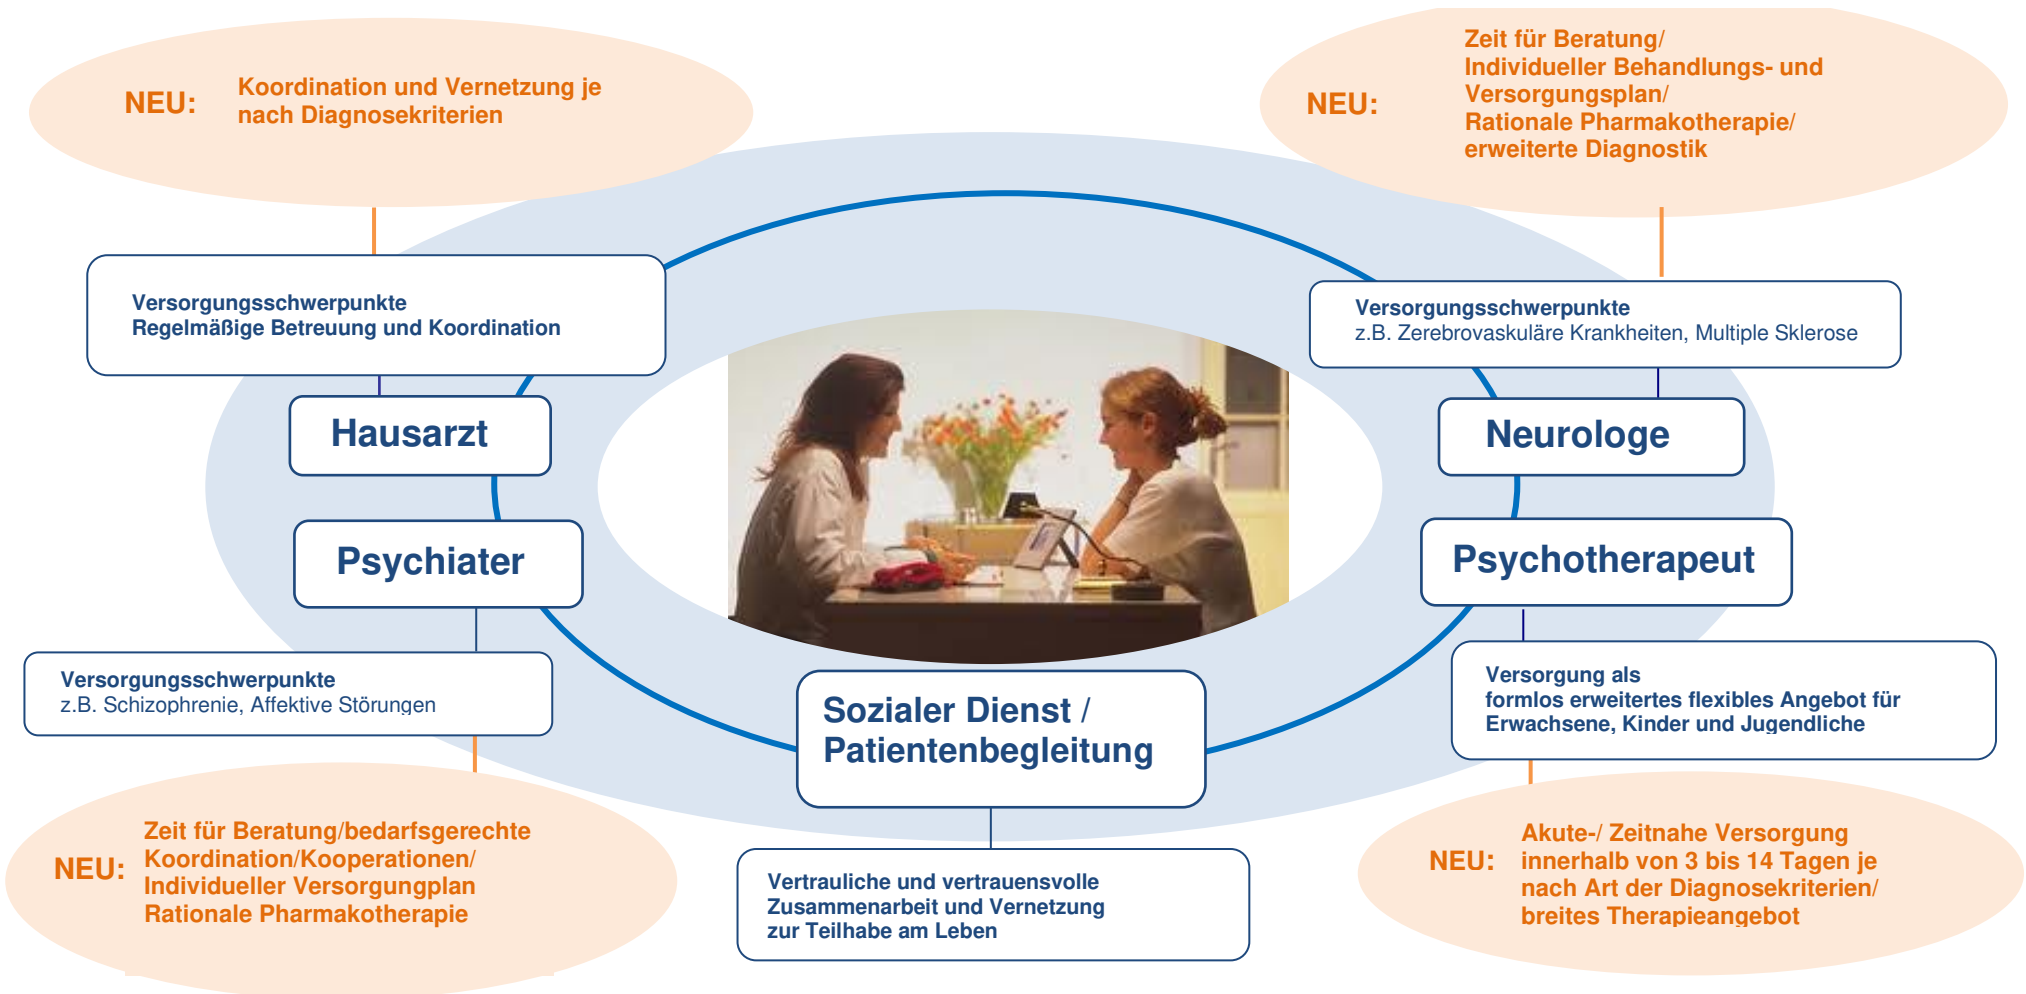 NEU:
Koordination und Vernetzung je
nach Diagnosekriterien
NEU:
Zeit für Beratung/
Individueller Behandlungs- und
Versorgungsplan/
Rationale Pharmakotherapie/
erweiterte Diagnostik
Versorgungsschwerpunkte
Regelmäßige Betreuung und Koordination
Versorgungsschwerpunkte
z.B. Zerebrovaskuläre Krankheiten, Multiple Sklerose
Hausarzt
Neurologe
Psychiater
Psychotherapeut
Versorgungsschwerpunkte
z.B. Schizophrenie, Affektive Störungen
Sozialer Dienst /
Patientenbegleitung
Versorgung als
formlos erweitertes flexibles Angebot für
Erwachsene, Kinder und Jugendliche
NEU:
Zeit für Beratung/bedarfsgerechte
Koordination/Kooperationen/
Individueller Versorgungplan
Rationale Pharmakotherapie
Vertrauliche und vertrauensvolle
Zusammenarbeit und Vernetzung
zur Teilhabe am Leben
NEU:
Akute-/ Zeitnahe Versorgung
innerhalb von 3 bis 14 Tagen je
nach Art der Diagnosekriterien/
breites Therapieangebot